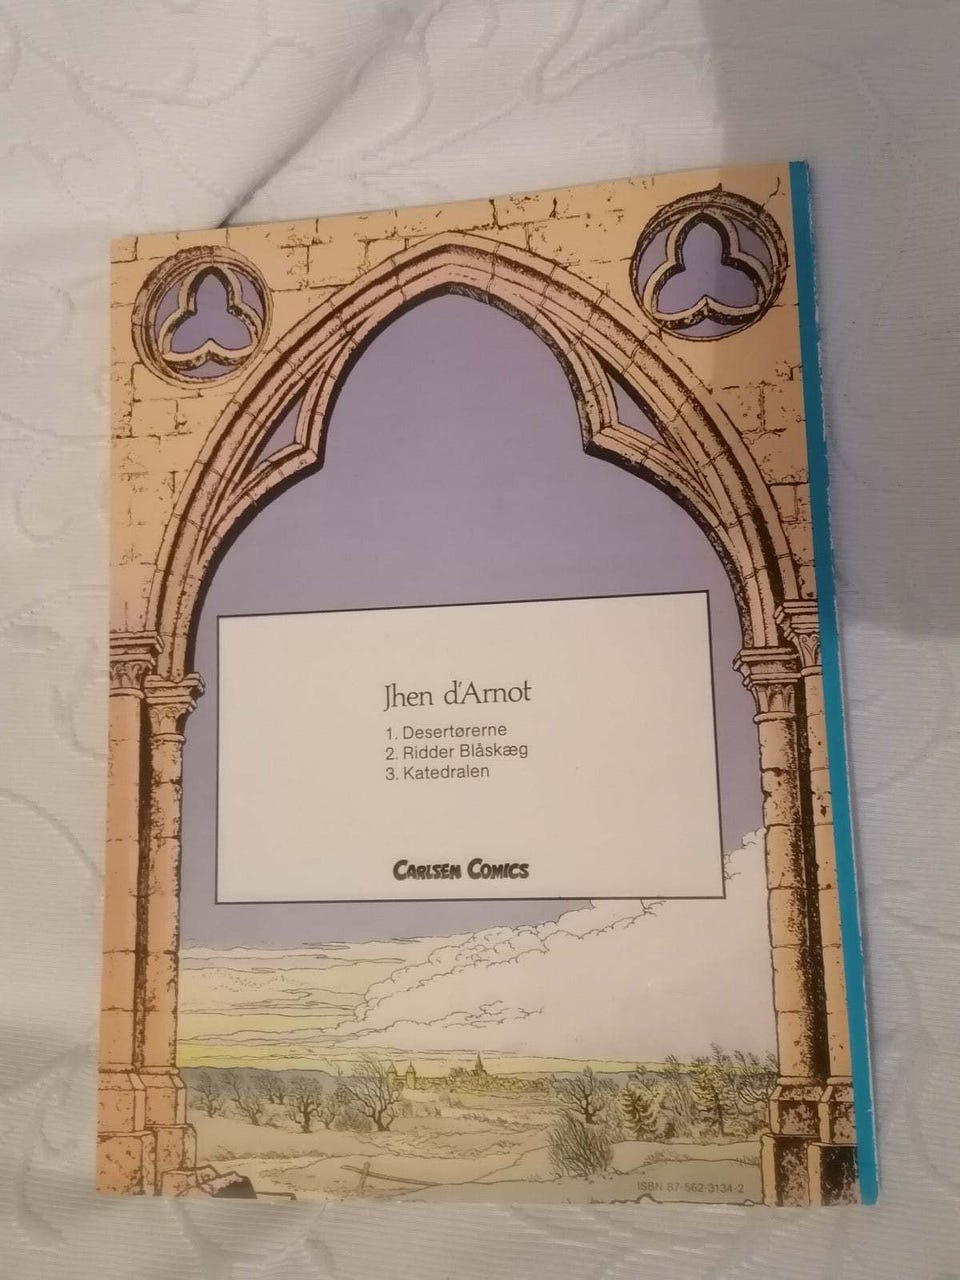 Jhen d'Arnot
1. Desertørerne
2. Ridder Blåskæg
3. Katedralen
CARLSEN COMICS
ISBN 87-562-3134-2